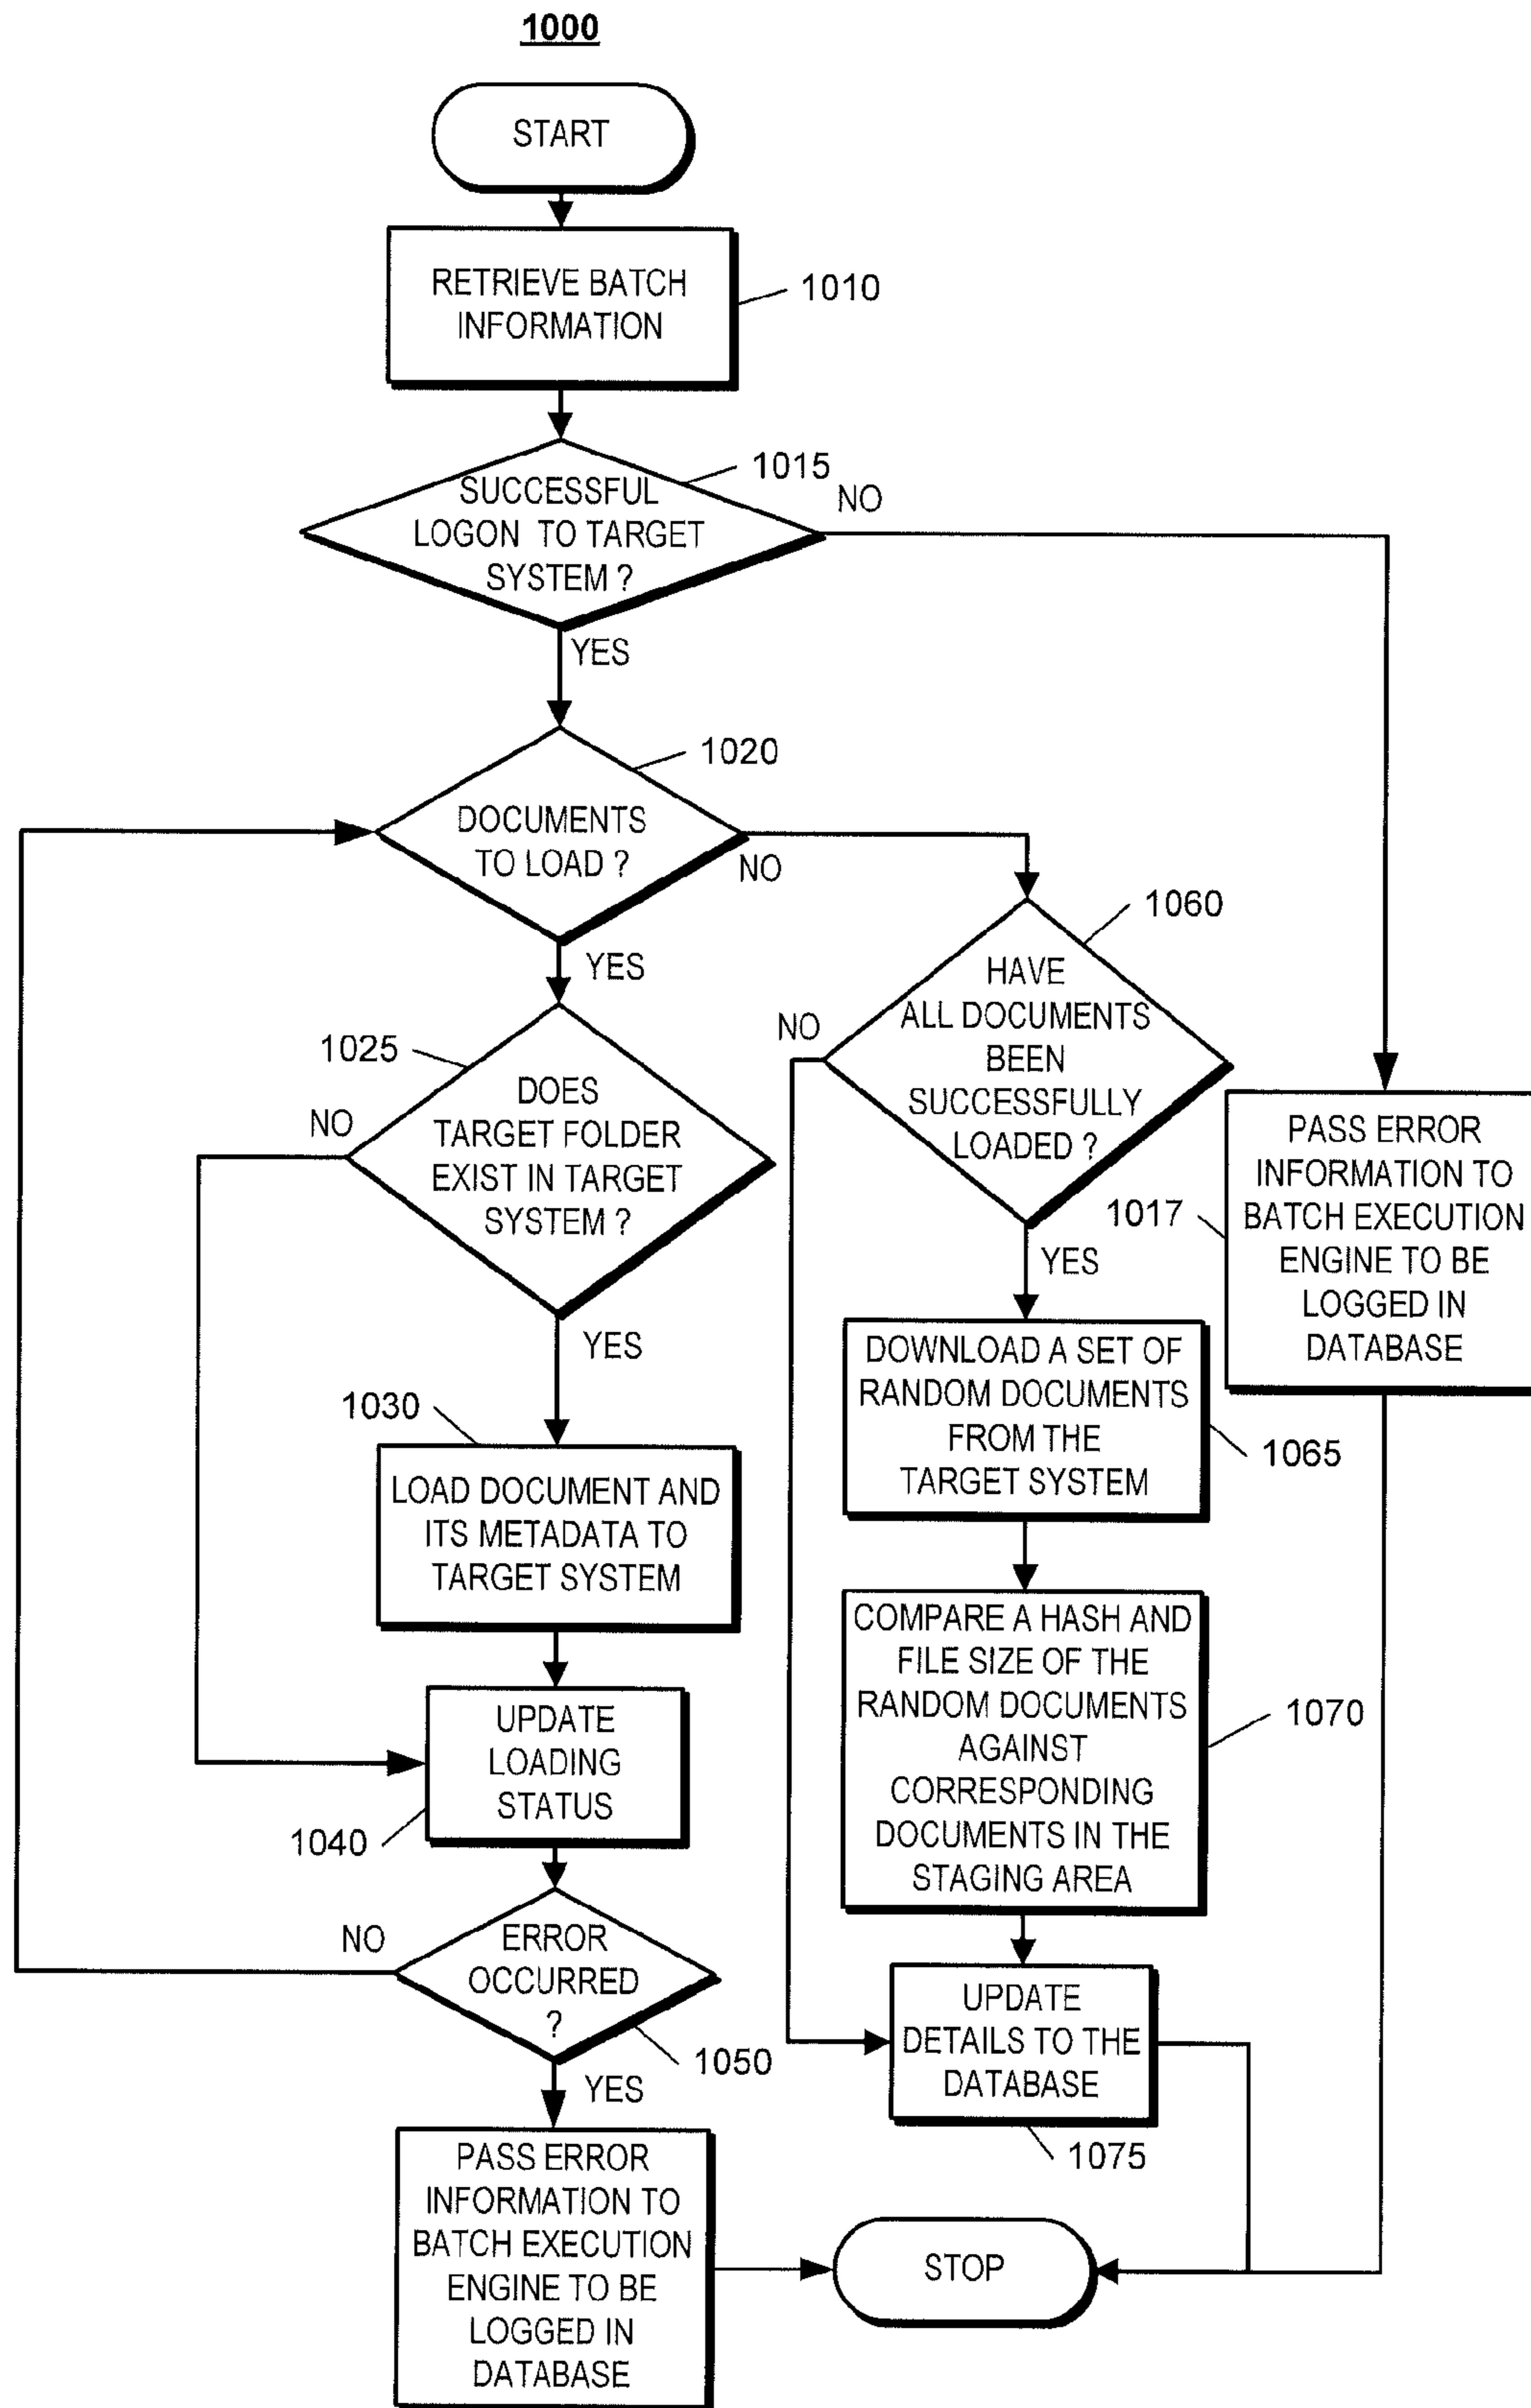 1000
START
RETRIEVE BATCH
INFORMATION
1010
1015
SUCCESSFUL
LOGON TO TARGET
SYSTEM ?
NO
YES
1020
DOCUMENTS
TO LOAD ?
NO
YES
1060
HAVE
ALL DOCUMENTS
BEEN
SUCCESSFULLY
LOADED ?
NO
YES
1025
DOES
TARGET FOLDER
EXIST IN TARGET
SYSTEM ?
NO
YES
PASS ERROR
INFORMATION TO
BATCH EXECUTION
ENGINE TO BE
LOGGED IN
DATABASE
1017
1030
LOAD DOCUMENT AND
ITS METADATA TO
TARGET SYSTEM
DOWNLOAD A SET OF
RANDOM DOCUMENTS
FROM THE
TARGET SYSTEM
1065
UPDATE
LOADING
STATUS
1040
COMPARE A HASH AND
FILE SIZE OF THE
RANDOM DOCUMENTS
AGAINST
CORRESPONDING
DOCUMENTS IN THE
STAGING AREA
1070
NO
ERROR
OCCURRED
?
1050
YES
UPDATE
DETAILS TO THE
DATABASE
1075
PASS ERROR
INFORMATION TO
BATCH EXECUTION
ENGINE TO BE
LOGGED IN
DATABASE
STOP